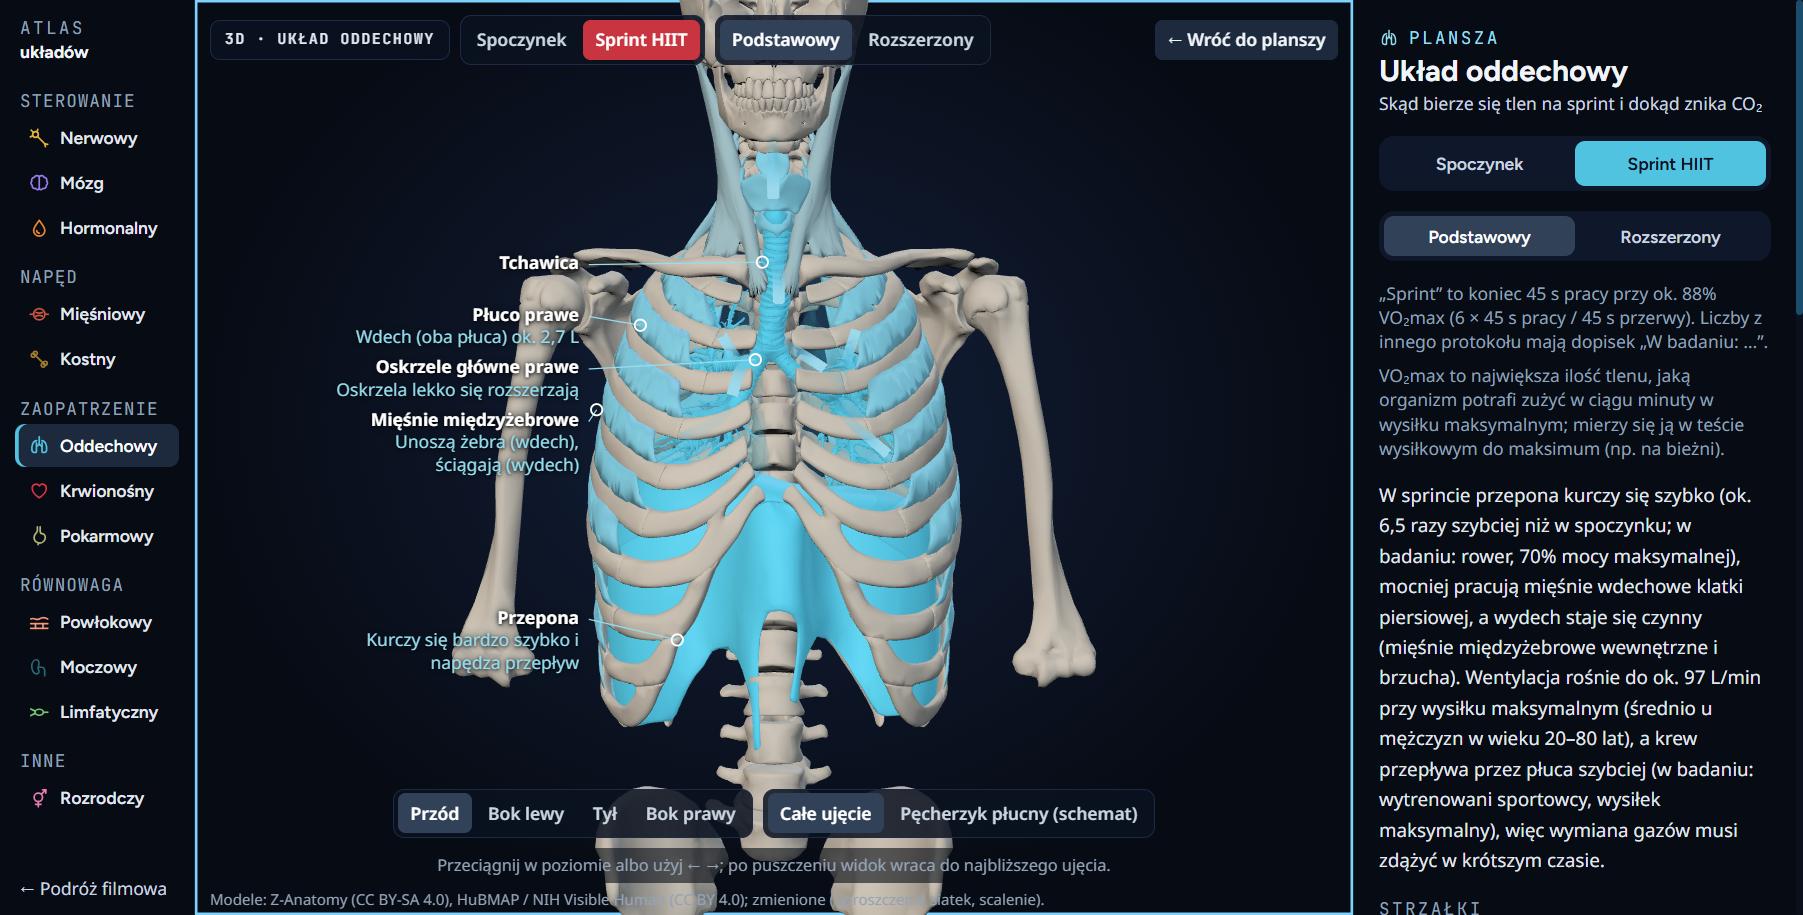 ATLAS
układów
STEROWANIE
Nerwowy
Mózg
Hormonalny
NAPĘD
Mięśniowy
Kostny
ZAOPATRZENIE
Oddechowy
Krwionośny
Pokarmowy
RÓWNOWAGA
Powłokowy
Moczowy
Limfatyczny
INNE
Rozrodczy
← Podróż filmowa
3D · UKŁAD ODDECHOWY
Spoczynek Sprint HIIT
Podstawowy Rozszerzony
← Wróć do planszy
Tchawica
Płuco prawe
Wdech (oba płuca) ok. 2,7 L
Oskrzele główne prawe
Oskrzela lekko się rozszerzają
Mięśnie międzyżebrowe
Unoszą żebra (wdech),
ściągają (wydech)
Przepona
Kurczy się bardzo szybko i
napędza przepływ
Przód Bok lewy Tył Bok prawy
Całe ujęcie Pęcherzyk płucny (schemat)
Przeciągnij w poziomie albo użyj ← →; po puszczeniu widok wraca do najbliższego ujęcia.
Modele: Z-Anatomy (CC BY-SA 4.0), HuBMAP / NIH Visible Human (CC BY 4.0); zmienione siatek, scalenie).
PLANSZA
Układ oddechowy
Skąd bierze się tlen na sprint i dokąd znika CO₂
Spoczynek Sprint HIIT
Podstawowy Rozszerzony
„Sprint” to koniec 45 s pracy przy ok. 88%
VO₂max (6 × 45 s pracy / 45 s przerwy). Liczby z
innego protokołu mają dopisek „W badaniu: ...”.
VO₂max to największa ilość tlenu, jaką
organizm potrafi zużyć w ciągu minuty w
wysiłku maksymalnym; mierzy się ją w teście
wysiłkowym do maksimum (np. na bieżni).
W sprincie przepona kurczy się szybko (ok.
6,5 razy szybciej niż w spoczynku; w
badaniu: rower, 70% mocy maksymalnej),
mocniej pracują mięśnie wdechowe klatki
piersiowej, a wydech staje się czynny
(mięśnie międzyżebrowe wewnętrzne i
brzucha). Wentylacja rośnie do ok. 97 L/min
przy wysiłku maksymalnym (średnio u
mężczyzn w wieku 20–80 lat), a krew
przepływa przez płuca szybciej (w badaniu:
wytrenowani sportowcy, wysiłek
maksymalny), więc wymiana gazów musi
zdążyć w krótszym czasie.
STRZAŁKI